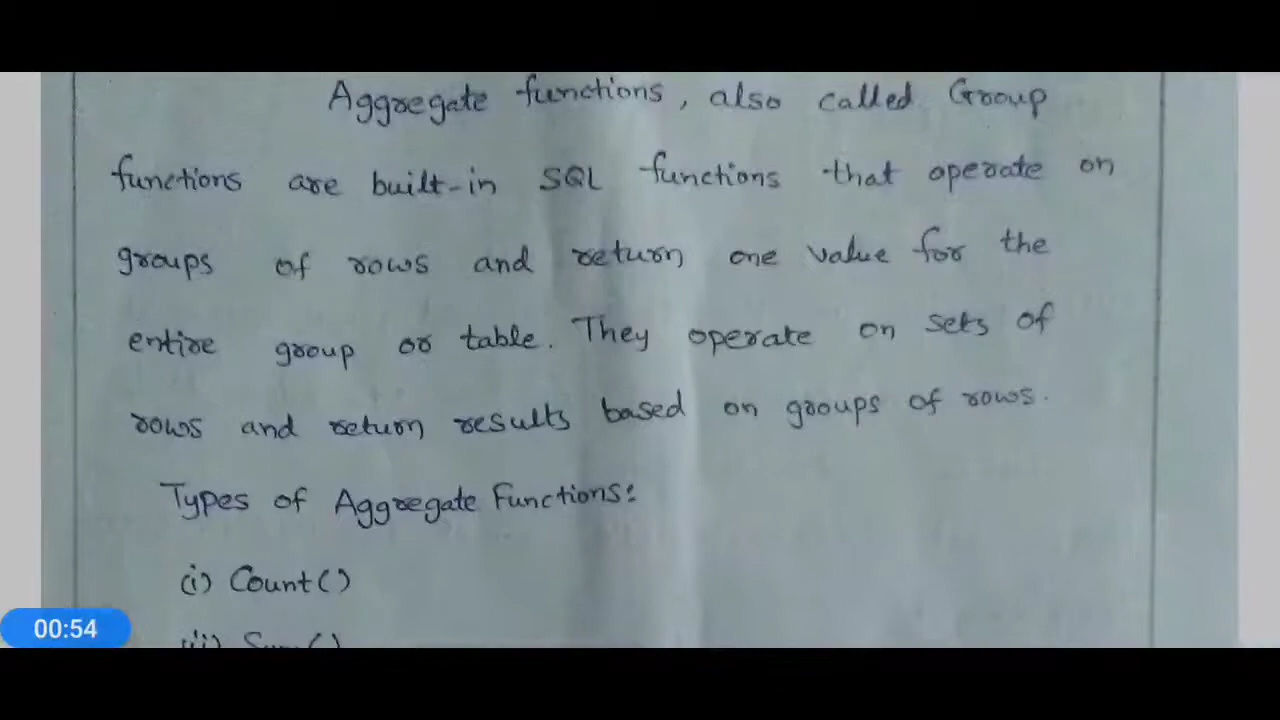 Aggregate functions, also called Group
functions are built-in SQL functions that operate on
groups of rows and return one value for the
entire group or table. They operate on sets of
rows and return results based on groups of rows.
Types of Aggregate Functions:
(i) Count()
(ii) Sum()
00:54